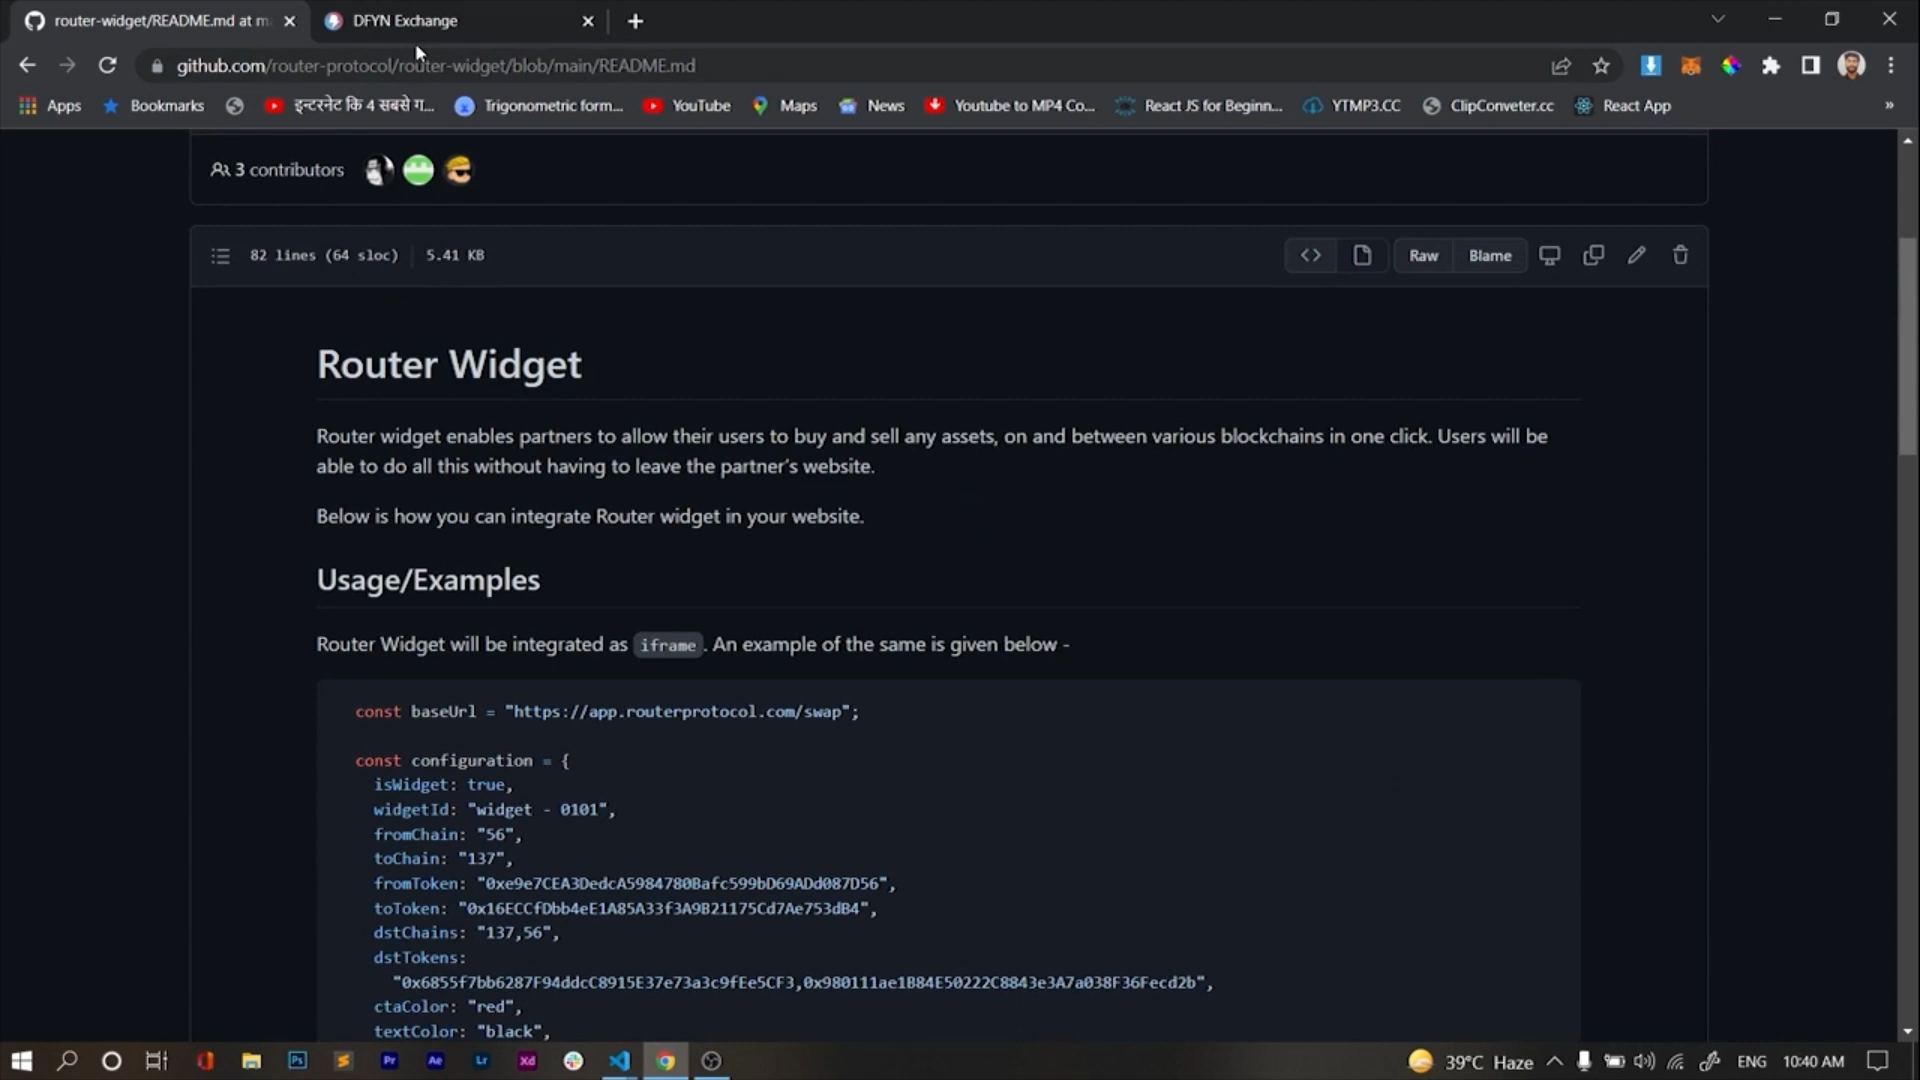 router-widget/README.md at m
DFYN Exchange
github.com/router-protocol/router-widget/blob/main/README.md
Apps
Bookmarks
इन्टरनेट कि 4 सबसे ग...
Trigonometric form...
YouTube
Maps
News
Youtube to MP4 Co...
React JS for Beginn...
YTMP3.CC
ClipConveter.cc
React App
»
3 contributors
82 lines (64 sloc)
5.41 KB
Raw
Blame
Router Widget
Router widget enables partners to allow their users to buy and sell any assets, on and between various blockchains in one click. Users will be
able to do all this without having to leave the partner's website.
Below is how you can integrate Router widget in your website.
Usage/Examples
Router Widget will be integrated as iframe. An example of the same is given below -
const baseUrl = "https://app.routerprotocol.com/swap";
const configuration = {
isWidget: true,
widgetId: "widget - 0101",
fromChain: "56",
toChain: "137",
fromToken: "0xe9e7CEA3DedcA5984780Bafc599bD69ADd087D56",
toToken: "0x16ECCfDbb4eE1A85A33f3A9B21175Cd7Ae753dB4",
dstChains: "137,56",
dstTokens:
"0x6855f7bb6287F94ddcC8915E37e73a3c9fEe5CF3,0x980111ae1B84E50222C8843e3A7a038F36Fecd2b",
ctaColor: "red",
textColor: "black",
Ps
Pr
Ae
Lr
Xd
39°C Haze
ENG
10:40 AM